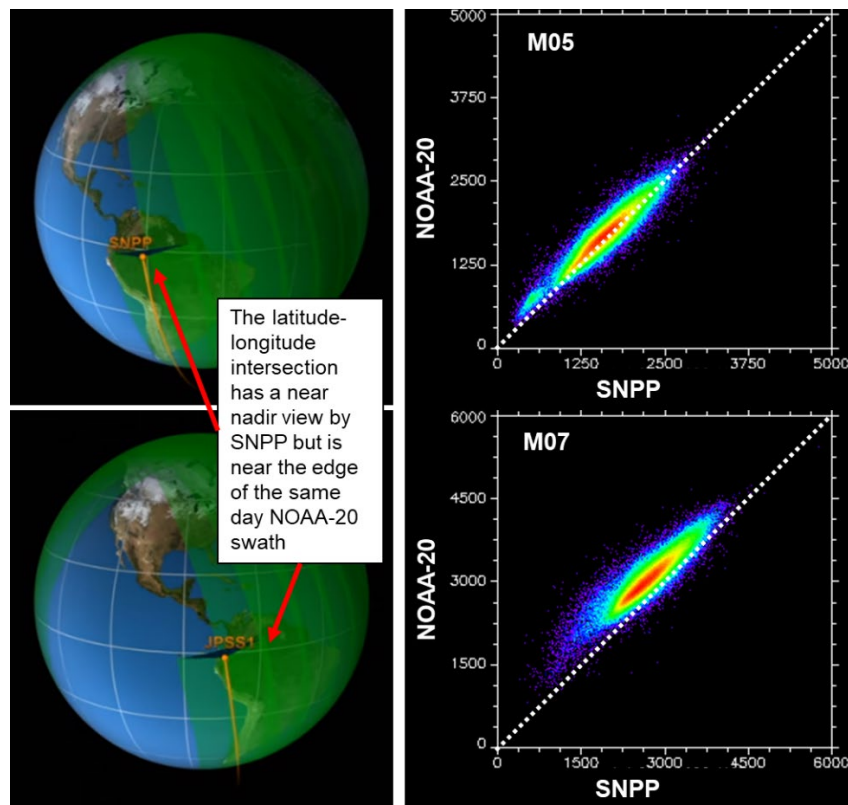 SNPP
The latitude-
longitude
intersection
has a near
nadir view by
SNPP but is
near the edge
of the same
day NOAA-20
swath
JPSS1
M05
5000
3750
2500
1250
0
NOAA-20
0 1250 2500 3750 5000
SNPP
M07
6000
4500
3000
1500
0
NOAA-20
0 1500 3000 4500 6000
SNPP